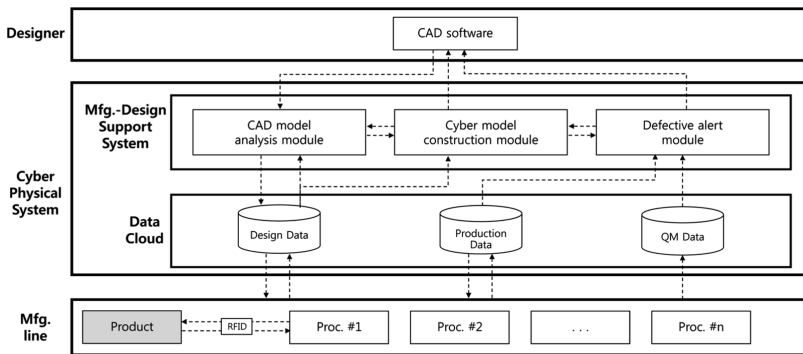 Designer
CAD software
Cyber
Physical
System
Mfg.-Design
Support
System
CAD model
analysis module
Cyber model
construction module
Defective alert
module
Data
Cloud
Design Data
Production
Data
QM Data
Mfg.
line
Product
RFID
Proc. #1
Proc. #2
. . .
Proc. #n